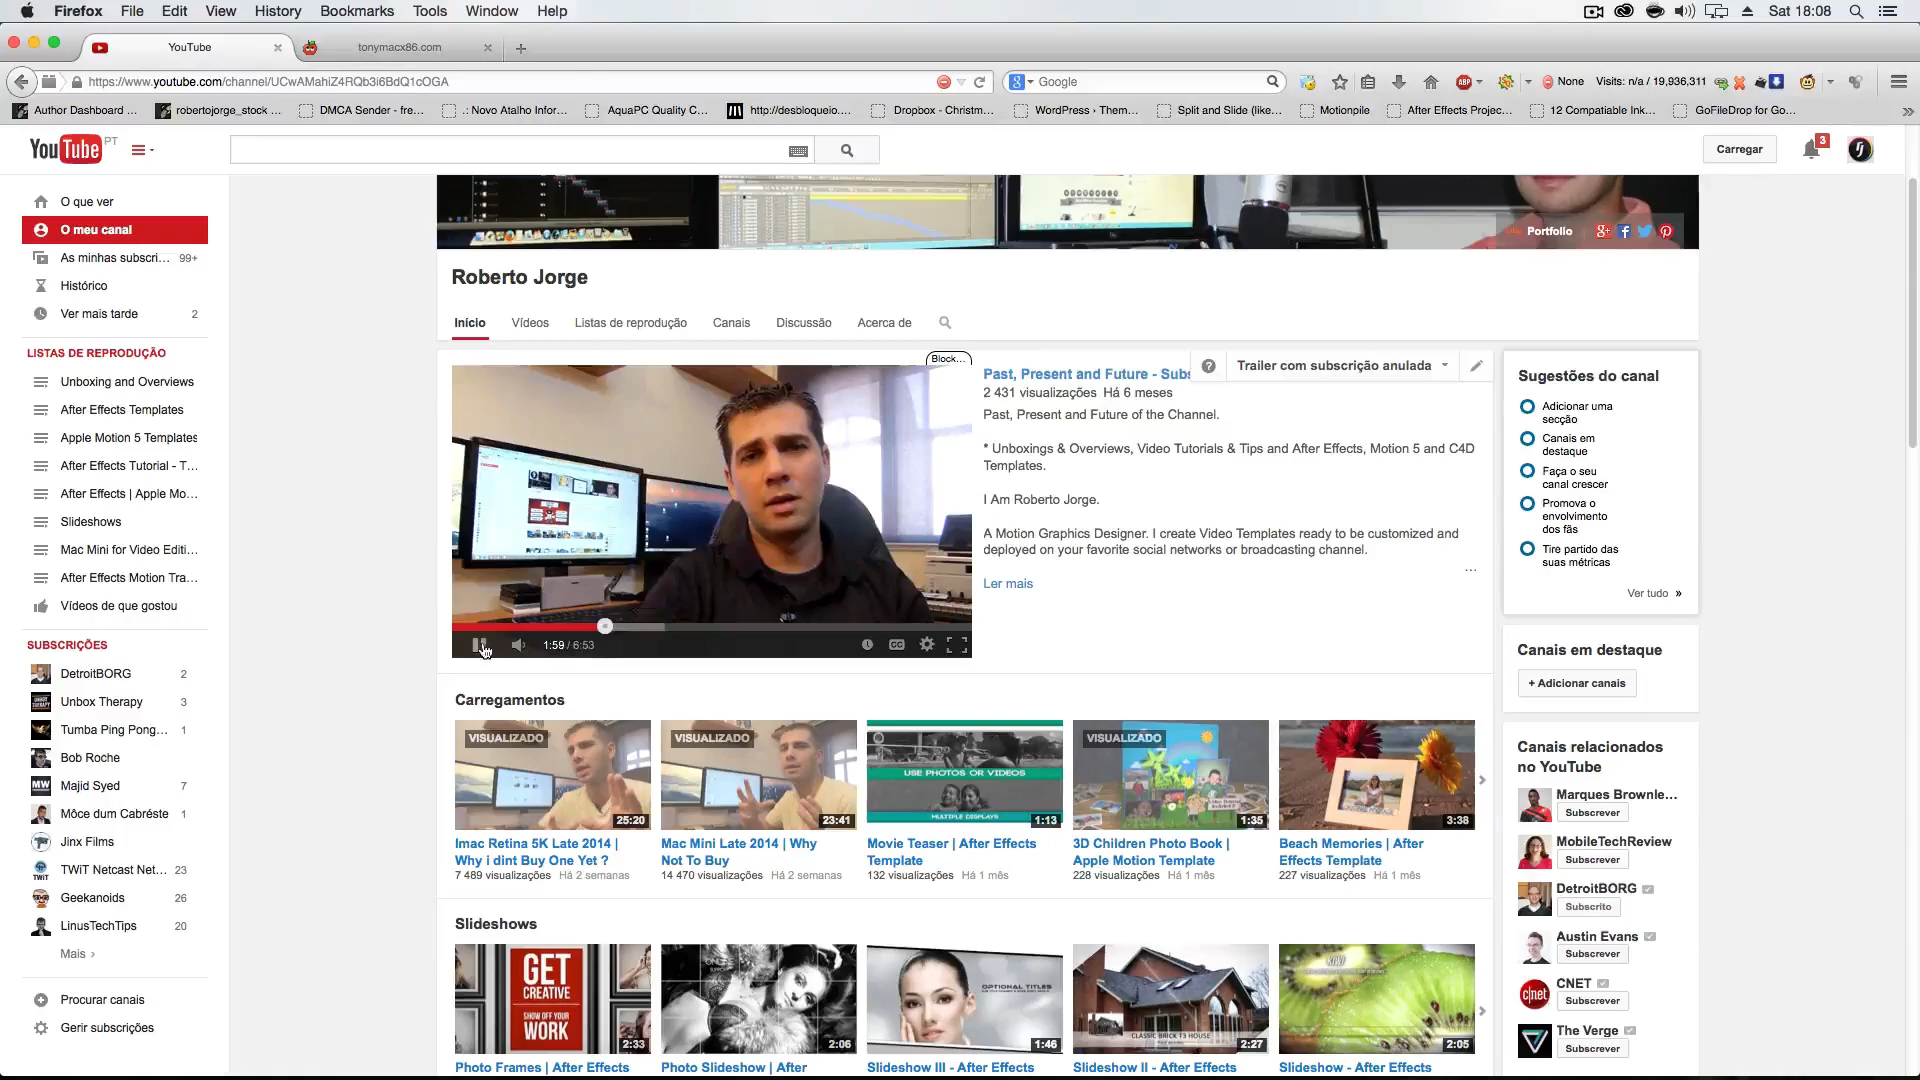 Firefox File Edit View History Bookmarks Tools Window Help Sat 18:08
YouTube tonymacx86.com
https://www.youtube.com/channel/UCwAMahiZ4RQb3i6BdQ1cOGA Google ABP None Visits: n/a / 19,936,311
Author Dashboard ... robertojorge_stock ... DMCA Sender - fre... .: Novo Atalho Infor... AquaPC Quality C... http://desbloqueio.... Dropbox - Christm... WordPress › Them... Split and Slide (like... Motionpile After Effects Projec... 12 Compatiable Ink... GoFileDrop for Go...
YouTube PT Carregar 3
O que ver
O meu canal
As minhas subscri... 99+
Histórico
Ver mais tarde 2
LISTAS DE REPRODUÇÃO
Unboxing and Overviews
After Effects Templates
Apple Motion 5 Templates
After Effects Tutorial - T...
After Effects | Apple Mo...
Slideshows
Mac Mini for Video Editi...
After Effects Motion Tra...
Vídeos de que gostou
SUBSCRIÇÕES
DetroitBORG 2
Unbox Therapy 3
Tumba Ping Pong... 1
Bob Roche
Majid Syed 7
Môce dum Cabréste 1
Jinx Films
TWiT Netcast Net... 23
Geekanoids 26
LinusTechTips 20
Mais ›
Procurar canais
Gerir subscrições
Portfolio
Roberto Jorge
Início Vídeos Listas de reprodução Canais Discussão Acerca de
Block...
1:59 / 6:53
CC
Past, Present and Future - Subs
Trailer com subscrição anulada
2 431 visualizações Há 6 meses
Past, Present and Future of the Channel.
* Unboxings & Overviews, Video Tutorials & Tips and After Effects, Motion 5 and C4D
Templates.
I Am Roberto Jorge.
A Motion Graphics Designer. I create Video Templates ready to be customized and
deployed on your favorite social networks or broadcasting channel.
...
Ler mais
Carregamentos
VISUALIZADO VISUALIZADO USE PHOTOS OR VIDEOS VISUALIZADO
MULTIPLE DISPLAYS
25:20 23:41 1:13 1:35 3:38
Imac Retina 5K Late 2014 |
Why i dint Buy One Yet ?
7 489 visualizações Há 2 semanas
Mac Mini Late 2014 | Why
Not To Buy
14 470 visualizações Há 2 semanas
Movie Teaser | After Effects
Template
132 visualizações Há 1 mês
3D Children Photo Book |
Apple Motion Template
228 visualizações Há 1 mês
Beach Memories | After
Effects Template
227 visualizações Há 1 mês
Slideshows
GET
CREATIVE
SHOW OFF YOUR
WORK
OPTIONAL TITLES
CLASSIC BRICK T3 HOUSE
KIWI
2:33 2:06 1:46 2:27 2:05
Photo Frames | After Effects
Photo Slideshow | After
Slideshow III - After Effects
Slideshow II - After Effects
Slideshow - After Effects
Sugestões do canal
Adicionar uma
secção
Canais em
destaque
Faça o seu
canal crescer
Promova o
envolvimento
dos fãs
Tire partido das
suas métricas
Ver tudo »
Canais em destaque
+ Adicionar canais
Canais relacionados
no YouTube
Marques Brownle...
Subscrever
MobileTechReview
Subscrever
DetroitBORG
Subscrito
Austin Evans
Subscrever
CNET
Subscrever
The Verge
Subscrever